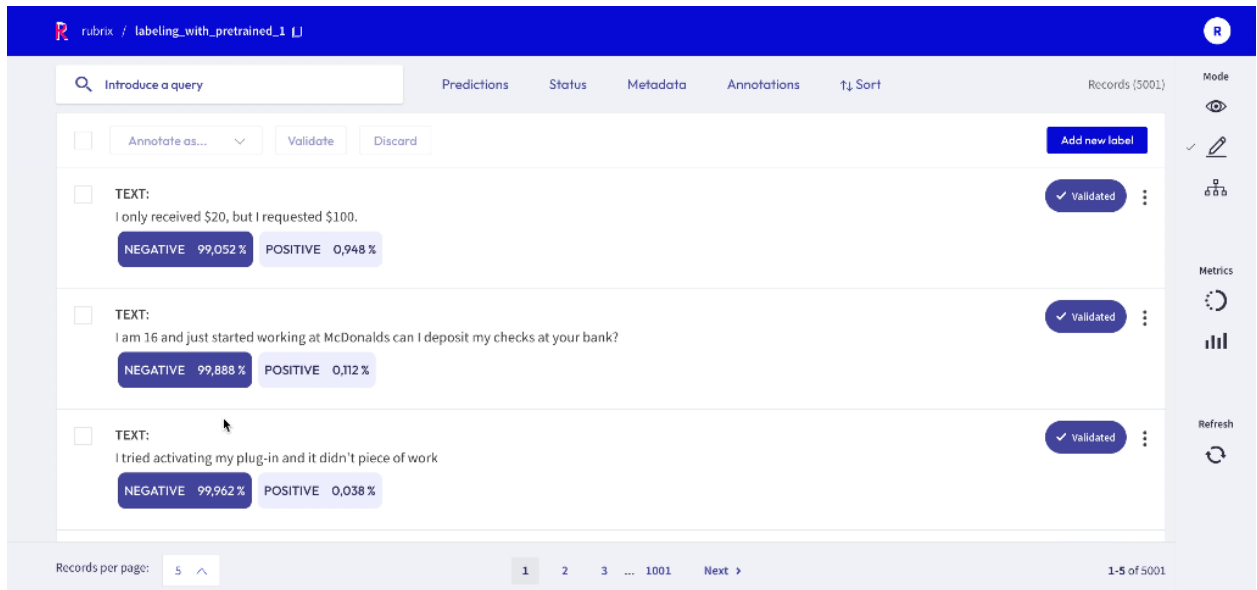 R rubrix / labeling_with_pretrained_1 R
Introduce a query Predictions Status Metadata Annotations ↑↓ Sort Records (5001) Mode
Annotate as... Validate Discard Add new label
TEXT: ✓ Validated
I only received $20, but I requested $100.
NEGATIVE 99,052 % POSITIVE 0,948 %
Metrics
TEXT: ✓ Validated
I am 16 and just started working at McDonalds can I deposit my checks at your bank?
NEGATIVE 99,888 % POSITIVE 0,112 %
Refresh
TEXT: ✓ Validated
I tried activating my plug-in and it didn't piece of work
NEGATIVE 99,962 % POSITIVE 0,038 %
Records per page: 5 1 2 3 ... 1001 Next > 1-5 of 5001